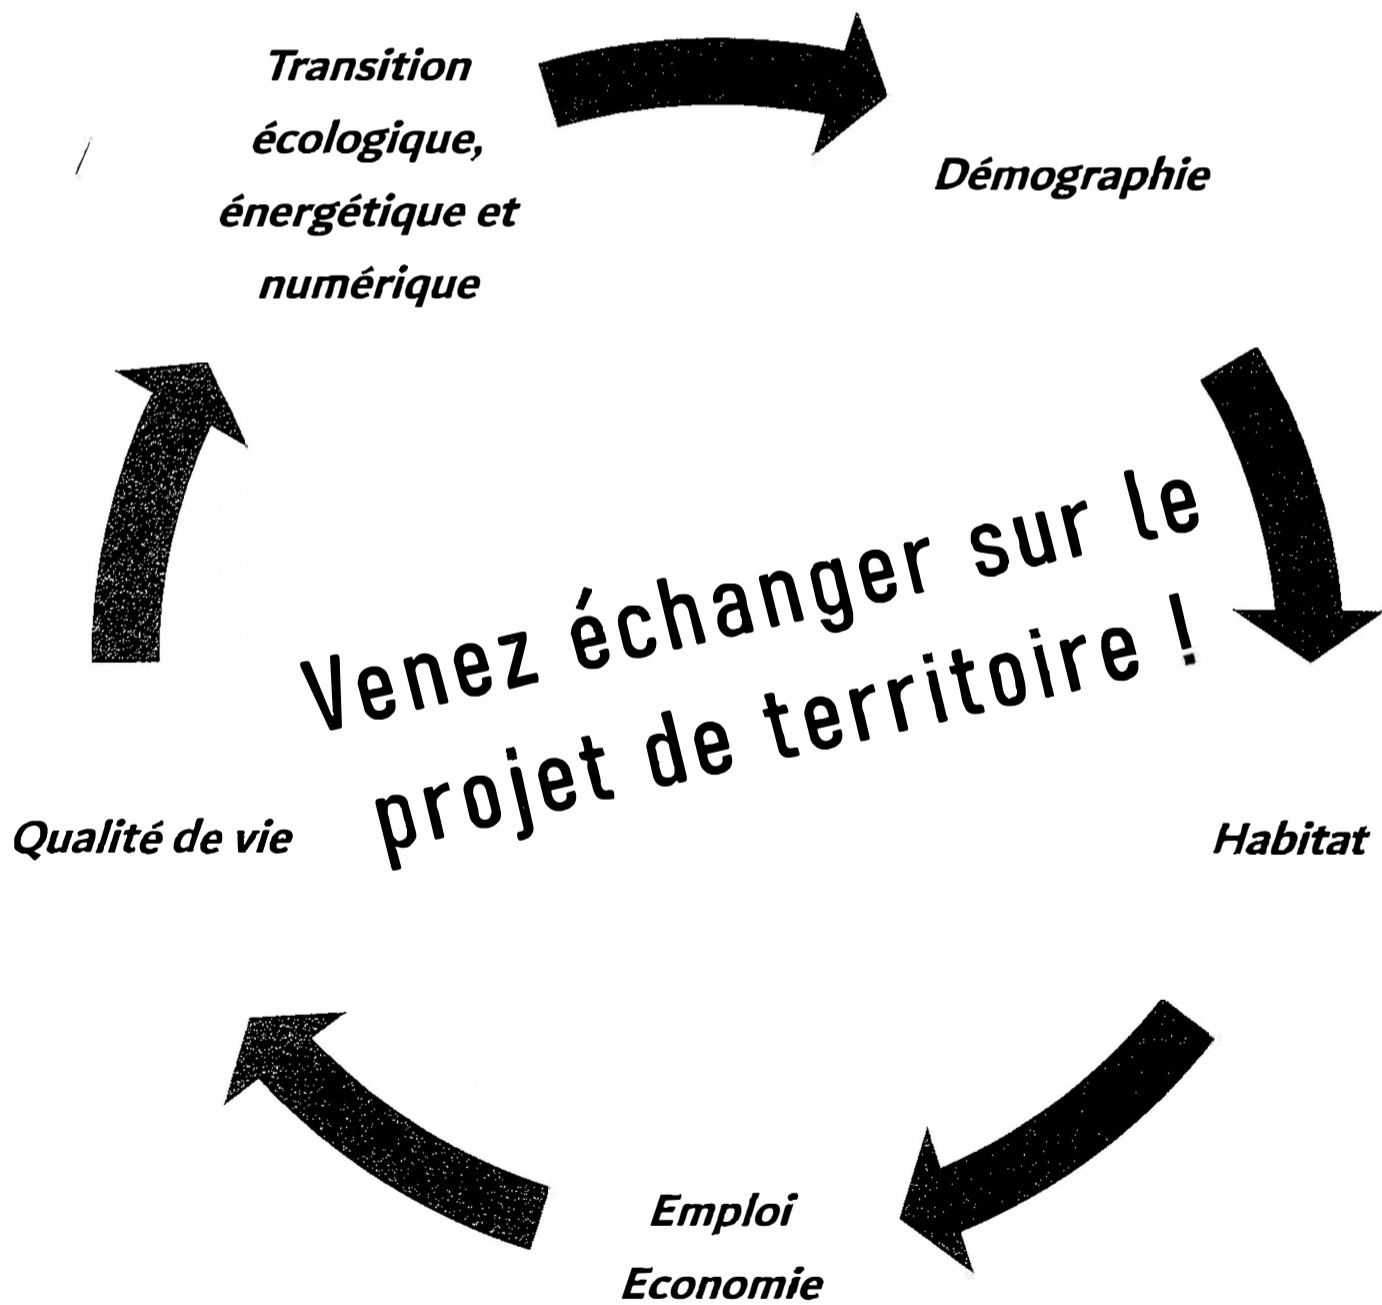 Transition
écologique,
énergétique et
numérique
Démographie
Venez échanger sur le
projet de territoire !
Qualité de vie
Habitat
Emploi
Economie